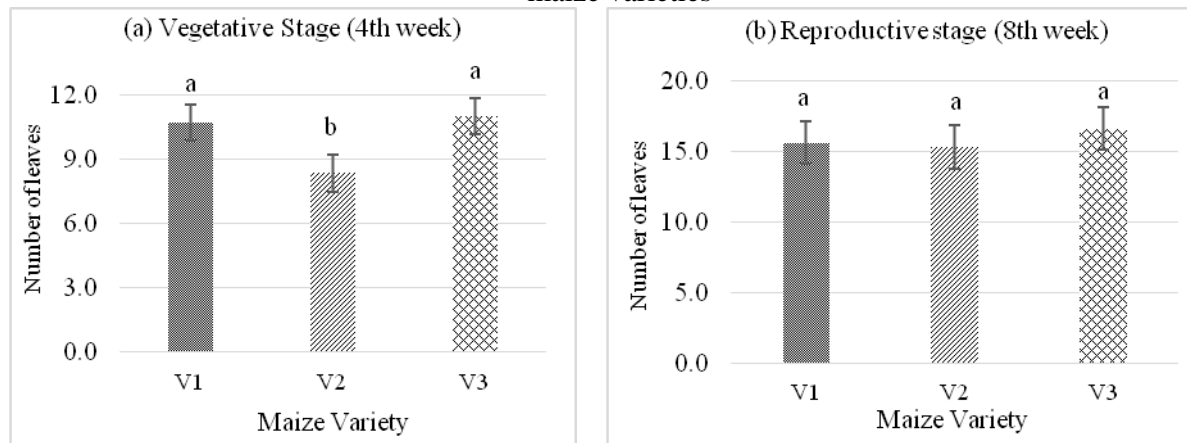 maize varieties
(a) Vegetative Stage (4th week)
12.0
9.0
6.0
3.0
0.0
Number of leaves
a
b
a
V1 V2 V3
Maize Variety
(b) Reproductive stage (8th week)
20.0
15.0
10.0
5.0
0.0
Number of leaves
a a a
V1 V2 V3
Maize Variety